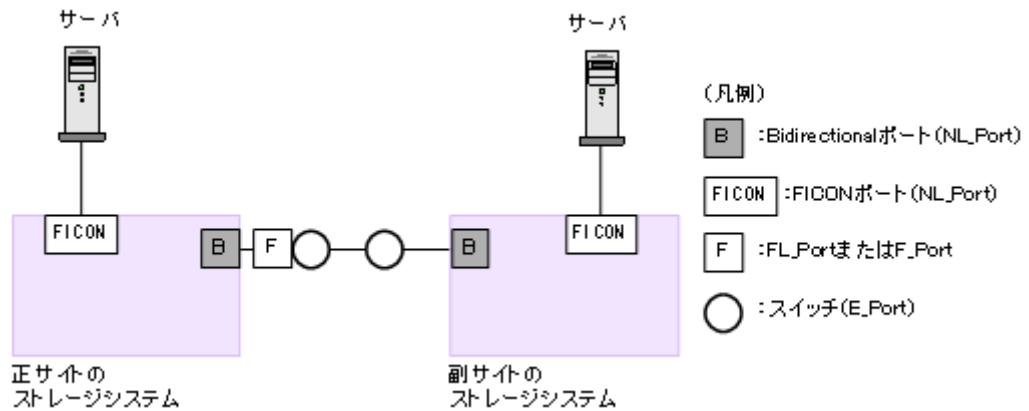 サーバ
サーバ
(凡例)
B :Bidirectionalポート(NL_Port)
FICON :FICONポート(NL_Port)
F :FL_PortまたはF_Port
:スイッチ(E_Port)
FICON
B
F
B
FICON
正サイトの
ストレージシステム
副サイトの
ストレージシステム